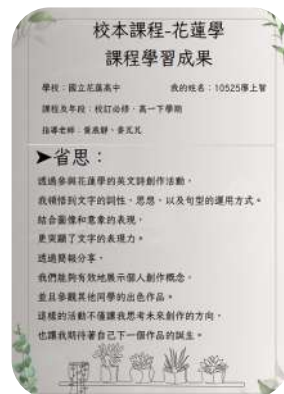 校本課程-花蓮學
課程學習成果
學校：國立花蓮高中 我的姓名：10525廖上智
課程及年段：校訂必修，高一下學期
指導老師：黃
➤省思：
透過參與花蓮學的英文詩創作活動，
我領悟到文字的詞性，思想，以及句型的運用方式。
結合圖像和意象的表現，
更突顯了文字的表現力。
透過簡報分享，
我們能夠有效地展示個人創作概念，
並且參觀其他同學的出色作品。
這樣的活動不僅讓我思考未來創作的方向，
也讓我期待著自己下一個作品的誕生。